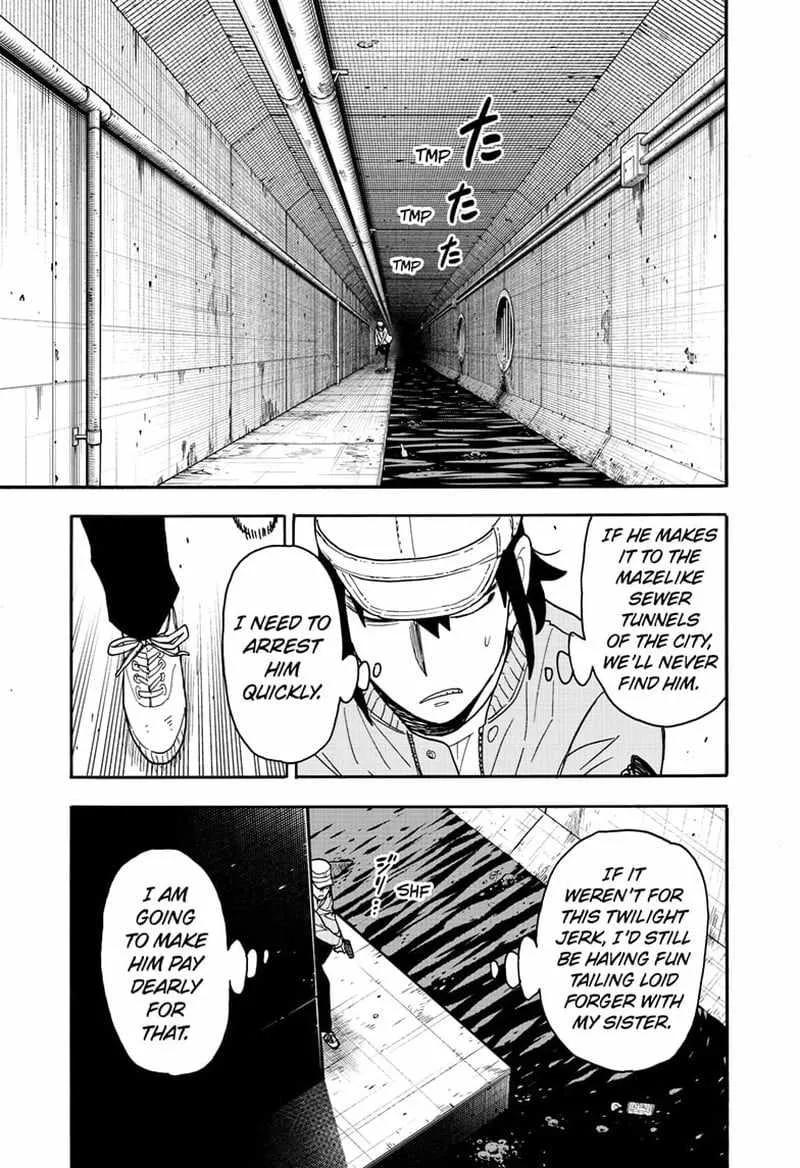 た
TMP
た
TMP
た
TMP
IF HE MAKES
IT TO THE
MAZELIKE
SEWER
TUNNELS
OF THE CITY,
WE'LL NEVER
FIND HIM.
I NEED TO
ARREST
HIM
QUICKLY.
IF IT
WEREN'T FOR
THIS TWILIGHT
JERK, I'D STILL
BE HAVING FUN
TAILING LOID
FORGER WITH
MY SISTER.
ジリ…
SHF
I AM
GOING
TO MAKE
HIM PAY
DEARLY
FOR
THAT.